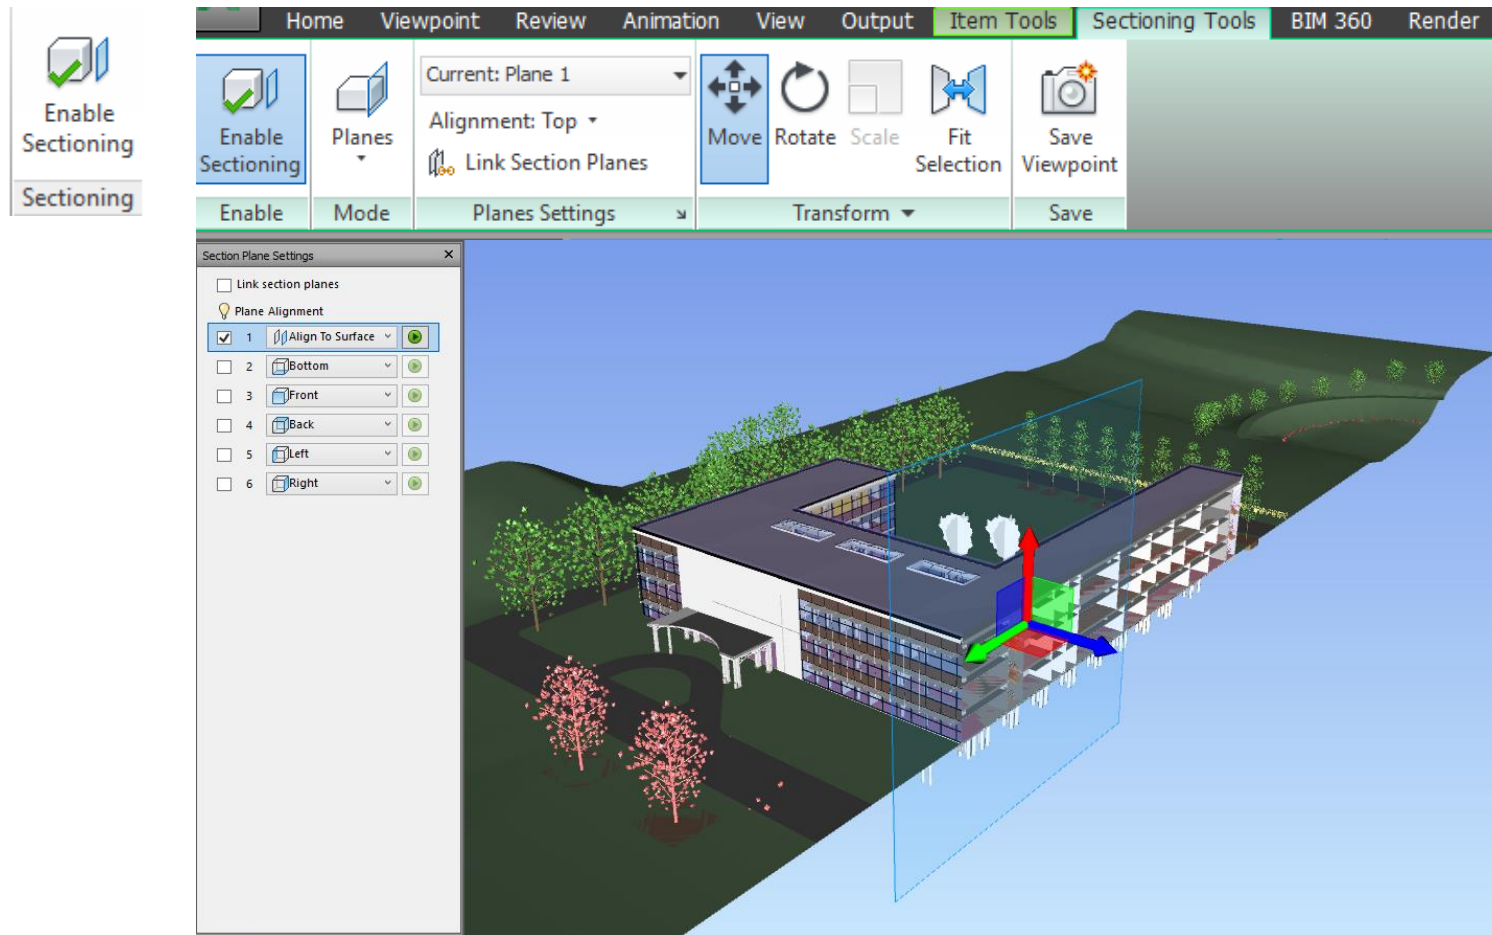 Enable
Sectioning
Sectioning
Home Viewpoint Review Animation View Output Item Tools Sectioning Tools BIM 360 Render
Enable
Sectioning
Enable
Planes
Mode
Current: Plane 1
Alignment: Top
Link Section Planes
Planes Settings
Move
Rotate
Scale
Fit
Selection
Transform
Save
Viewpoint
Save
Section Plane Settings
Link section planes
Plane Alignment
1 Align To Surface
2 Bottom
3 Front
4 Back
5 Left
6 Right